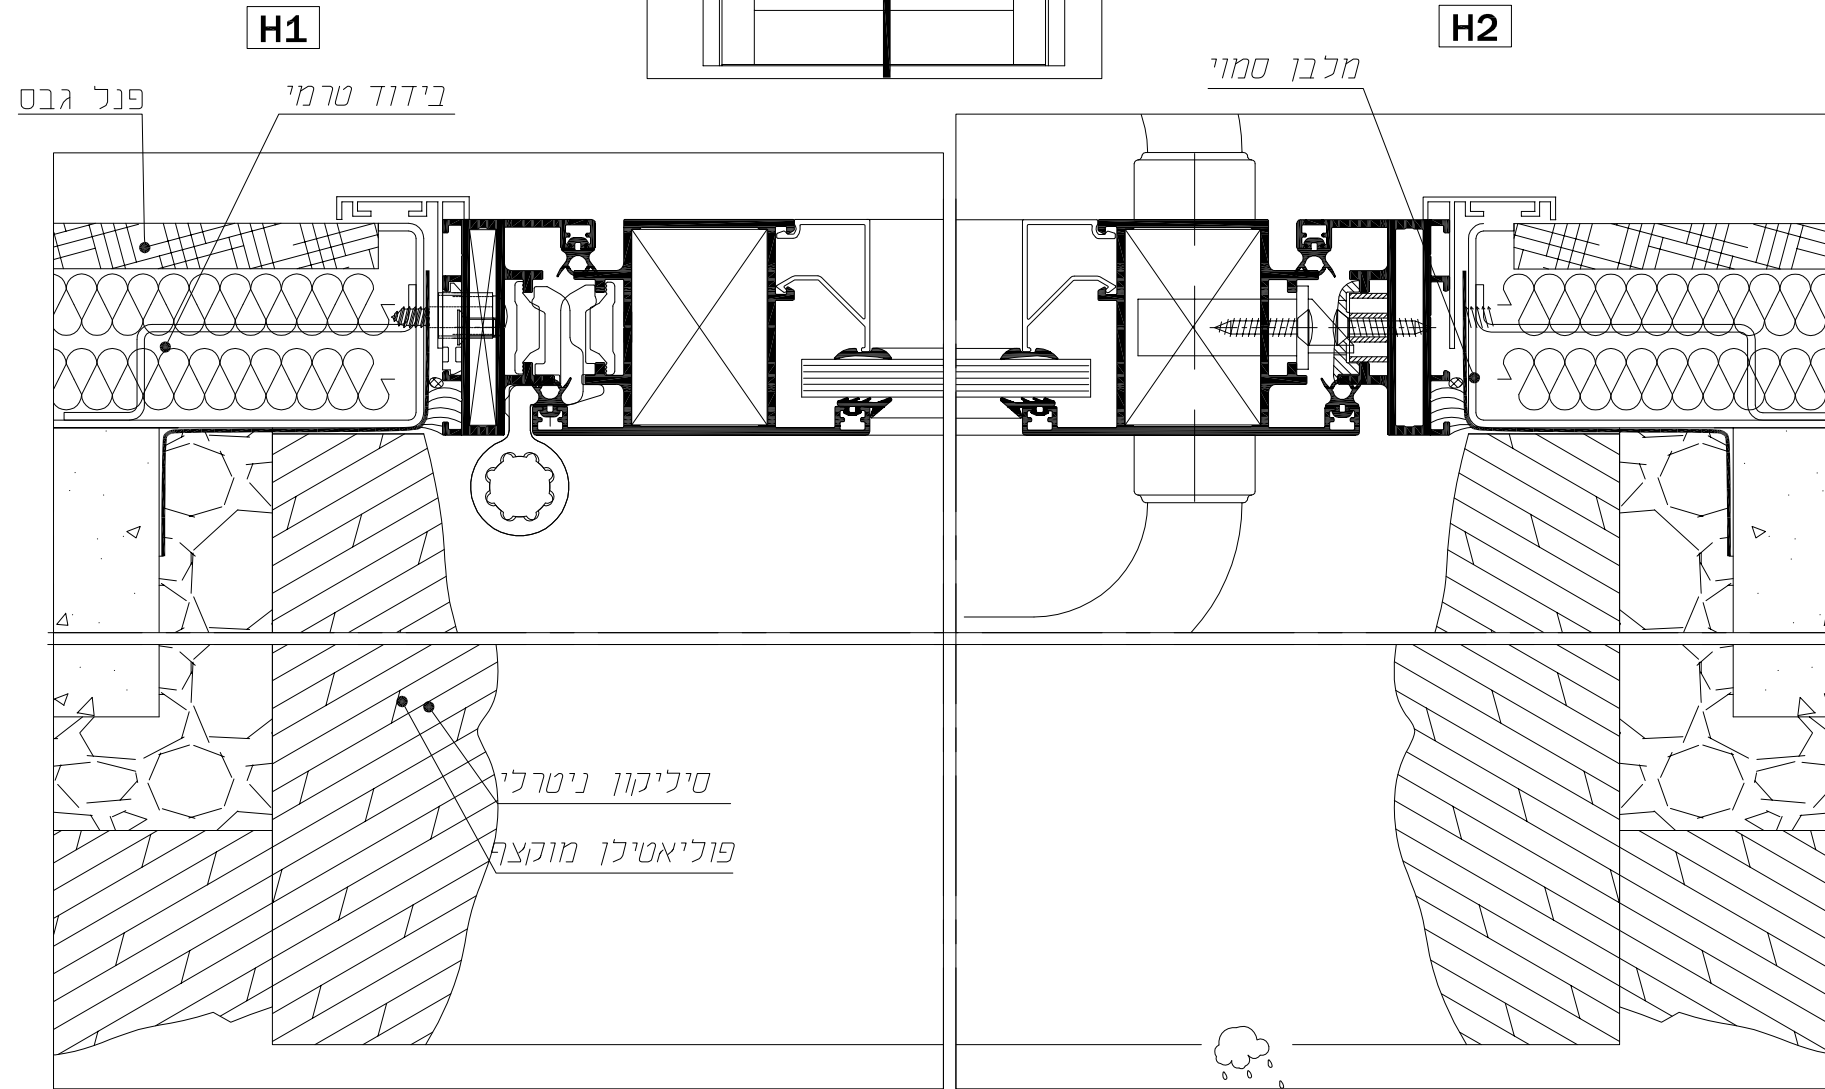 H1
H2
מלבן סמוי
פנל גבס
בידוד טרמי
סיליקון ניטרלי
פוליאטילן מוקצף